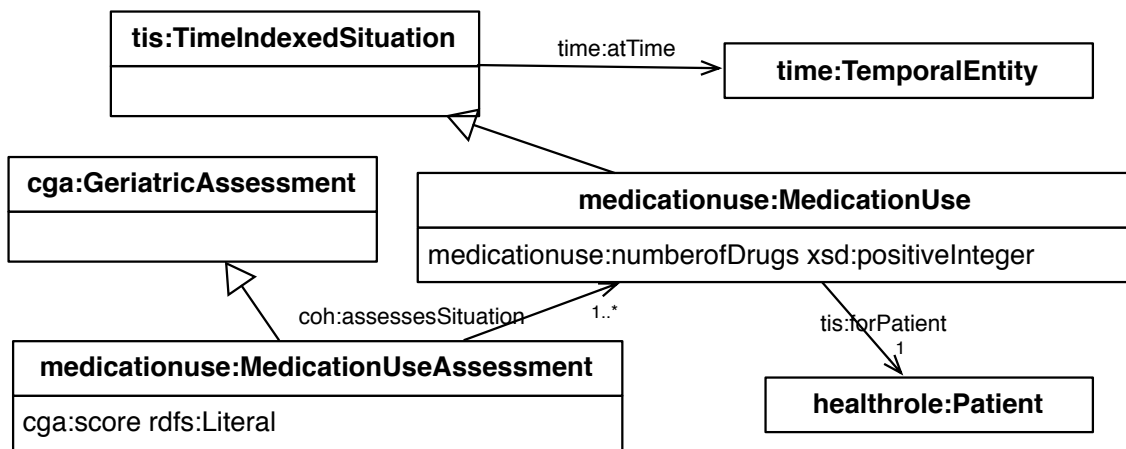 tis:TimeIndexedSituation
time:atTime
time:TemporalEntity
cga:GeriatricAssessment
medicationuse:MedicationUse
medicationuse:numberofDrugs xsd:positiveInteger
coh:assessesSituation
1..*
tis:forPatient
1
medicationuse:MedicationUseAssessment
cga:score rdfs:Literal
healthrole:Patient